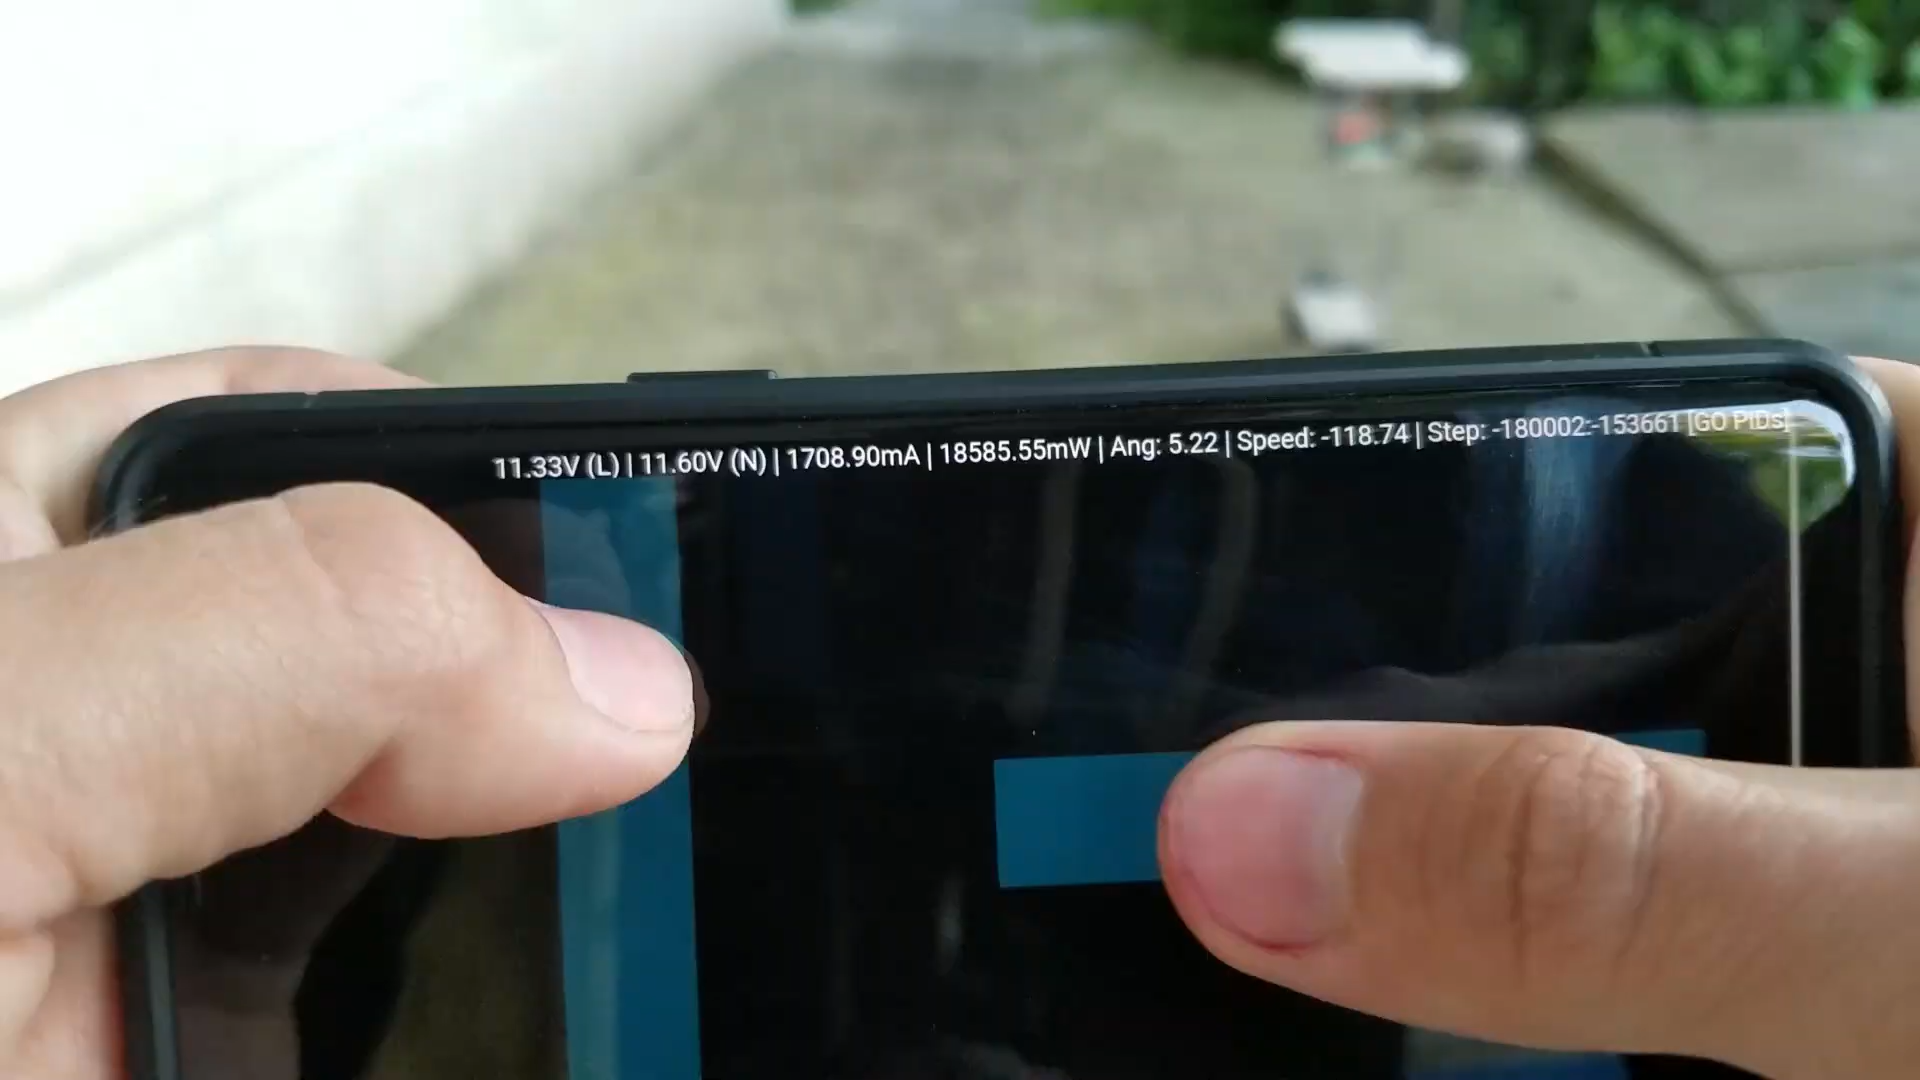 11.33V (L) | 11.60V (N) | 1708.90mA | 18585.55mW | Ang: 5.22 | Speed: -118.74 | Step: -180002:-153661 [GO PIDs]